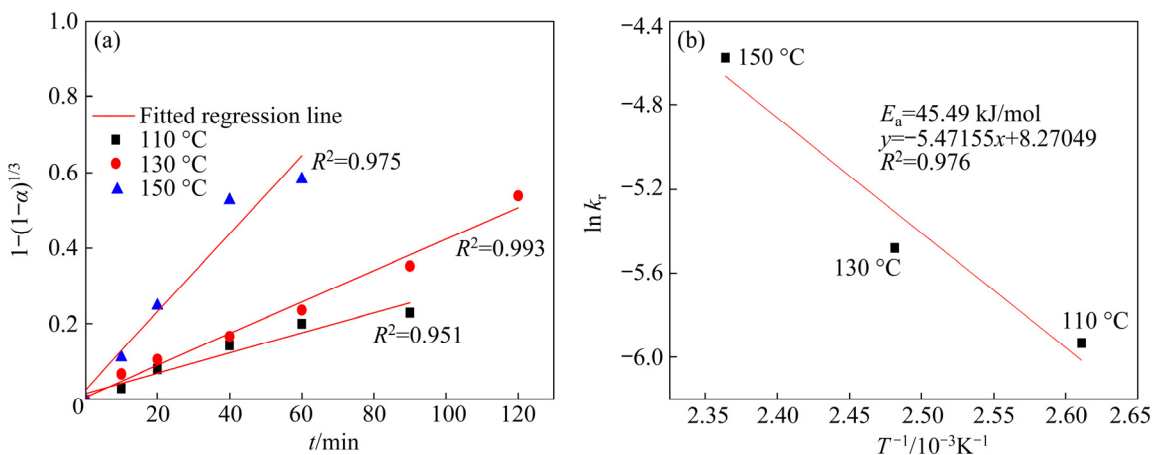 (a)
1.0
0.8
0.6
0.4
0.2
0
1−(1−α)^{1/3}
Fitted regression line
110 °C
130 °C
150 °C
R²=0.975
R²=0.993
R²=0.951
20
40
60
80
100
120
t/min
(b)
−4.4
−4.8
−5.2
−5.6
−6.0
ln k_r
150 °C
E_a=45.49 kJ/mol
y=−5.47155x+8.27049
R²=0.976
130 °C
110 °C
2.35
2.40
2.45
2.50
2.55
2.60
2.65
T⁻¹/10⁻³K⁻¹